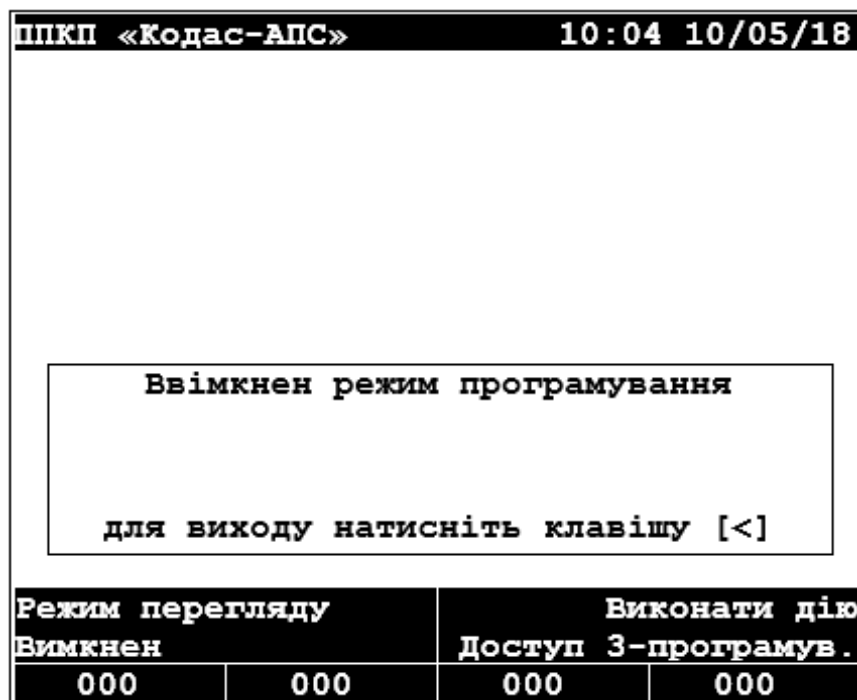 ППКП «Кодас-АПС» 10:04 10/05/18
Ввімкнен режим програмування
для виходу натисніть клавішу [<]
Режим перегляду Виконати дію
Вимкнен Доступ 3-програмув.
000 000 000 000